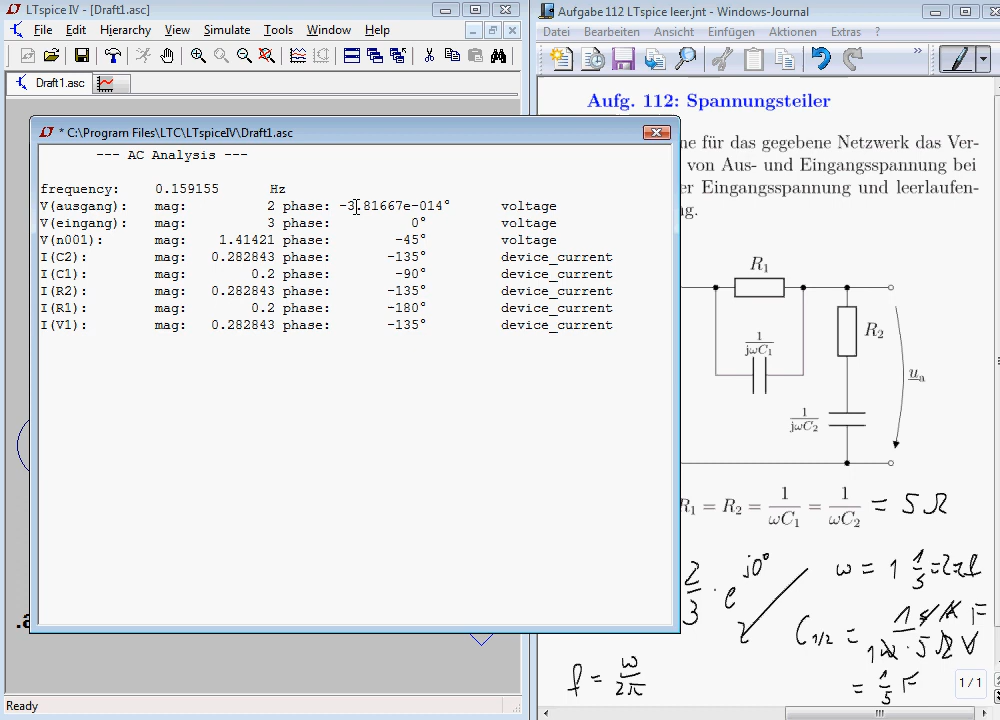 LTspice IV - [Draft1.asc]
File Edit Hierarchy View Simulate Tools Window Help
Draft1.asc
* C:\Program Files\LTC\LTspiceIV\Draft1.asc
--- AC Analysis ---
frequency: 0.159155 Hz
V(ausgang): mag: 2 phase: -3.81667e-014° voltage
V(eingang): mag: 3 phase: 0° voltage
V(n001): mag: 1.41421 phase: -45° voltage
I(C2): mag: 0.282843 phase: -135° device_current
I(C1): mag: 0.2 phase: -90° device_current
I(R2): mag: 0.282843 phase: -135° device_current
I(R1): mag: 0.2 phase: -180° device_current
I(V1): mag: 0.282843 phase: -135° device_current
.a
Ready
Aufgabe 112 LTspice leer.jnt - Windows-Journal
Datei Bearbeiten Ansicht Einfügen Aktionen Extras ?
Aufg. 112: Spannungsteiler
ne für das gegebene Netzwerk das Ver-
von Aus- und Eingangsspannung bei
er Eingangsspannung und leerlaufen-
g.
R1
1/jωC1
R2
ua
1/jωC2
R1 = R2 = 1/ωC1 = 1/ωC2 = 5 Ω
2/3 · e^j0°
ω = 1 1/s = 2πf
f = ω/2π
= 1/5 F
1 / 1